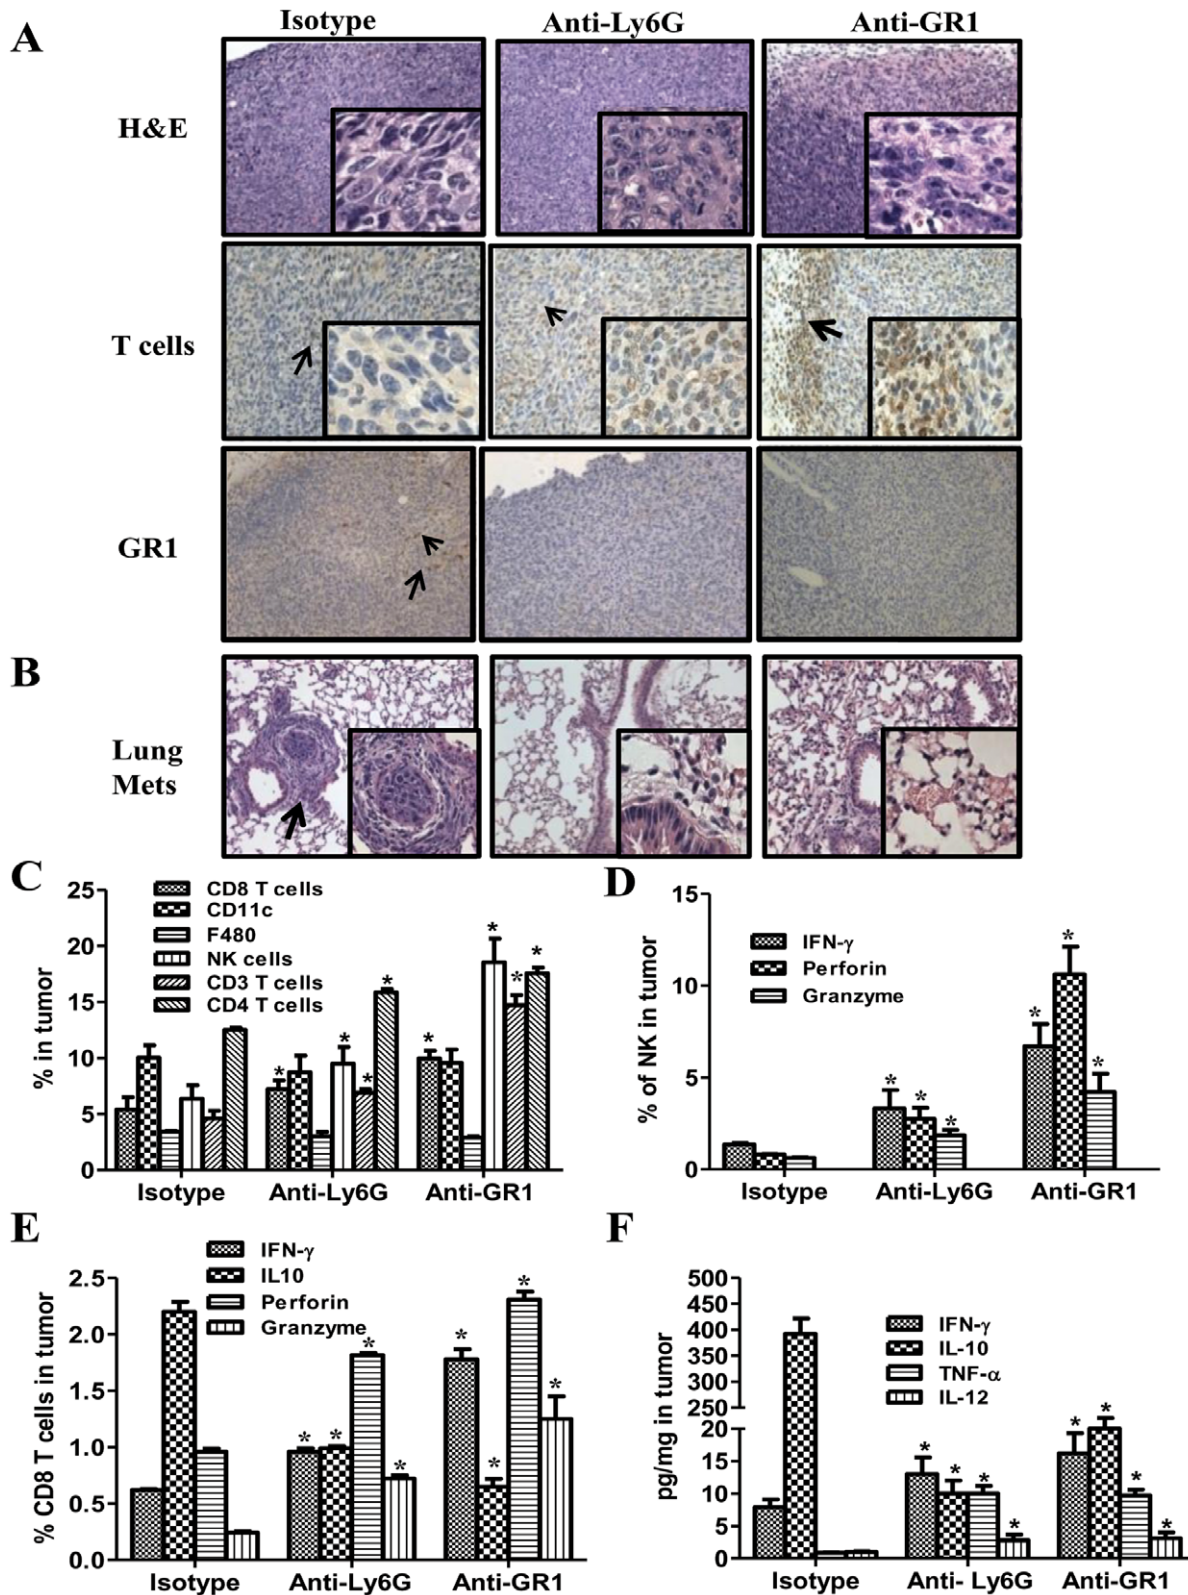 A
Isotype
Anti-Ly6G
Anti-GR1
H&E
T cells
GR1
B
Lung
Mets
C
% in tumor
25
20
15
10
5
0
CD8 T cells
CD11c
F480
NK cells
CD3 T cells
CD4 T cells
* * * *
* * * *
Isotype
Anti-Ly6G
Anti-GR1
D
% of NK in tumor
15
10
5
0
IFN-γ
Perforin
Granzyme
* * *
* * *
Isotype
Anti-Ly6G
Anti-GR1
E
% CD8 T cells in tumor
2.5
2.0
1.5
1.0
0.5
0.0
IFN-γ
IL10
Perforin
Granzyme
* * * *
* * * *
Isotype
Anti-Ly6G
Anti-GR1
F
pg/mg in tumor
500
450
400
350
300
250
200
150
100
50
20
15
10
5
0
IFN-γ
IL-10
TNF-α
IL-12
* * * *
* * * *
Isotype
Anti-Ly6G
Anti-GR1